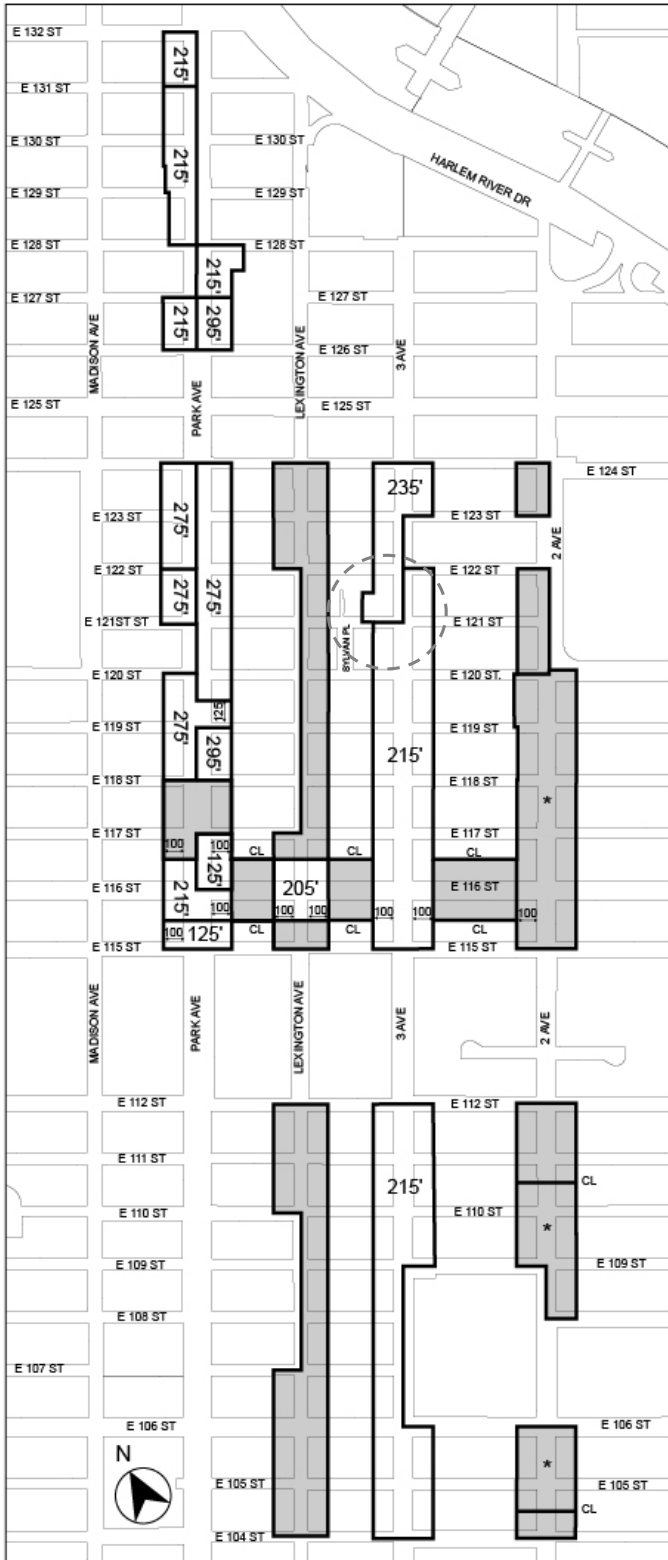 E 132 ST
215'
E 131 ST
E 130 ST
215'
E 130 ST
HARLEM RIVER DR
E 129 ST
E 129 ST
E 128 ST
E 128 ST
215'
E 127 ST
E 127 ST
215'
295'
MADISON AVE
PARK AVE
LEXINGTON AVE
3 AVE
E 126 ST
E 125 ST
E 125 ST
235'
E 124 ST
E 123 ST
275'
E 123 ST
2 AVE
E 122 ST
E 122 ST
275'
275'
E 121ST ST
SYLVAN PL
E 121 ST
E 120 ST
E 120 ST.
E 119 ST
275'
125
E 119 ST
295'
215'
E 118 ST
E 118 ST
*
E 117 ST
E 117 ST
100
100
CL
CL
CL
125'
E 116 ST
215'
205'
E 116 ST
100
100
100
100
100
100
100
125'
CL
CL
CL
E 115 ST
E 115 ST
MADISON AVE
PARK AVE
LEXINGTON AVE
3 AVE
2 AVE
E 112 ST
E 112 ST
E 111 ST
215'
CL
E 110 ST
E 110 ST
*
E 109 ST
E 109 ST
E 108 ST
E 107 ST
E 106 ST
E 106 ST
N
*
E 105 ST
E 105 ST
CL
E 104 ST